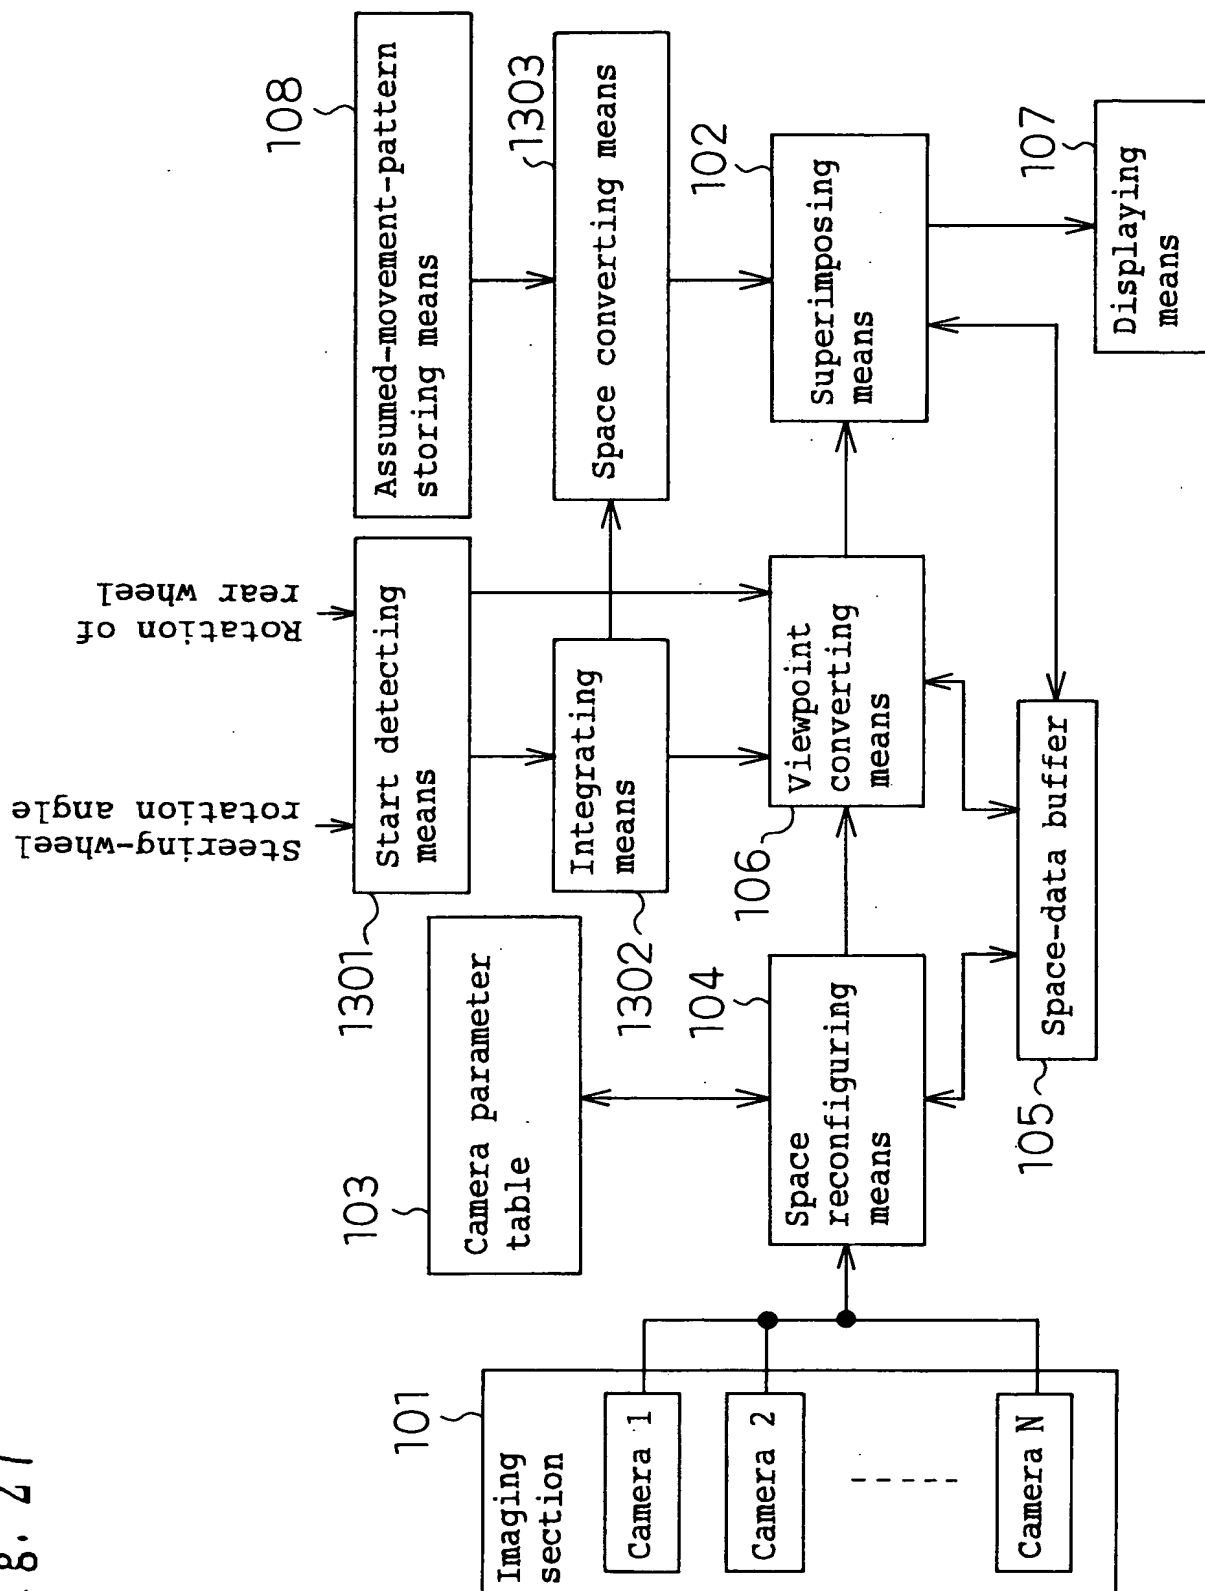 Fig. 27
Steering-wheel
rotation angle
Rotation of
rear wheel
1301
Start detecting
means
108
Assumed-movement-pattern
storing means
103
Camera parameter
table
1302
Integrating
means
1303
Space converting means
101
Imaging
section
Camera 1
Camera 2
Camera N
104
Space
reconfiguring
means
106
Viewpoint
converting
means
102
Superimposing
means
105
Space-data buffer
107
Displaying
means